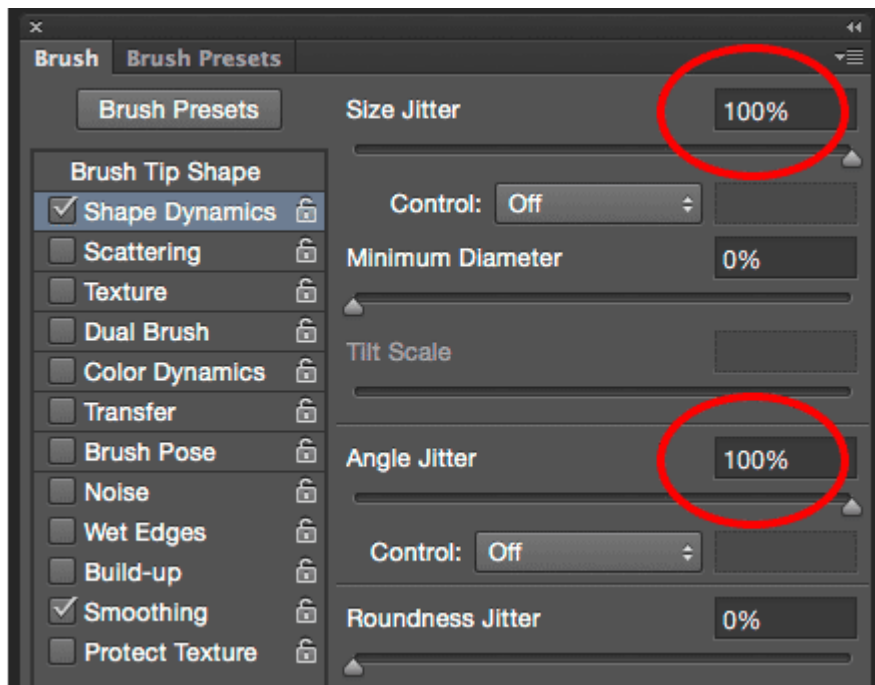 Brush Brush Presets
Brush Presets
Brush Tip Shape
Shape Dynamics
Scattering
Texture
Dual Brush
Color Dynamics
Transfer
Brush Pose
Noise
Wet Edges
Build-up
Smoothing
Protect Texture
Size Jitter 100%
Control: Off
Minimum Diameter 0%
Tilt Scale
Angle Jitter 100%
Control: Off
Roundness Jitter 0%